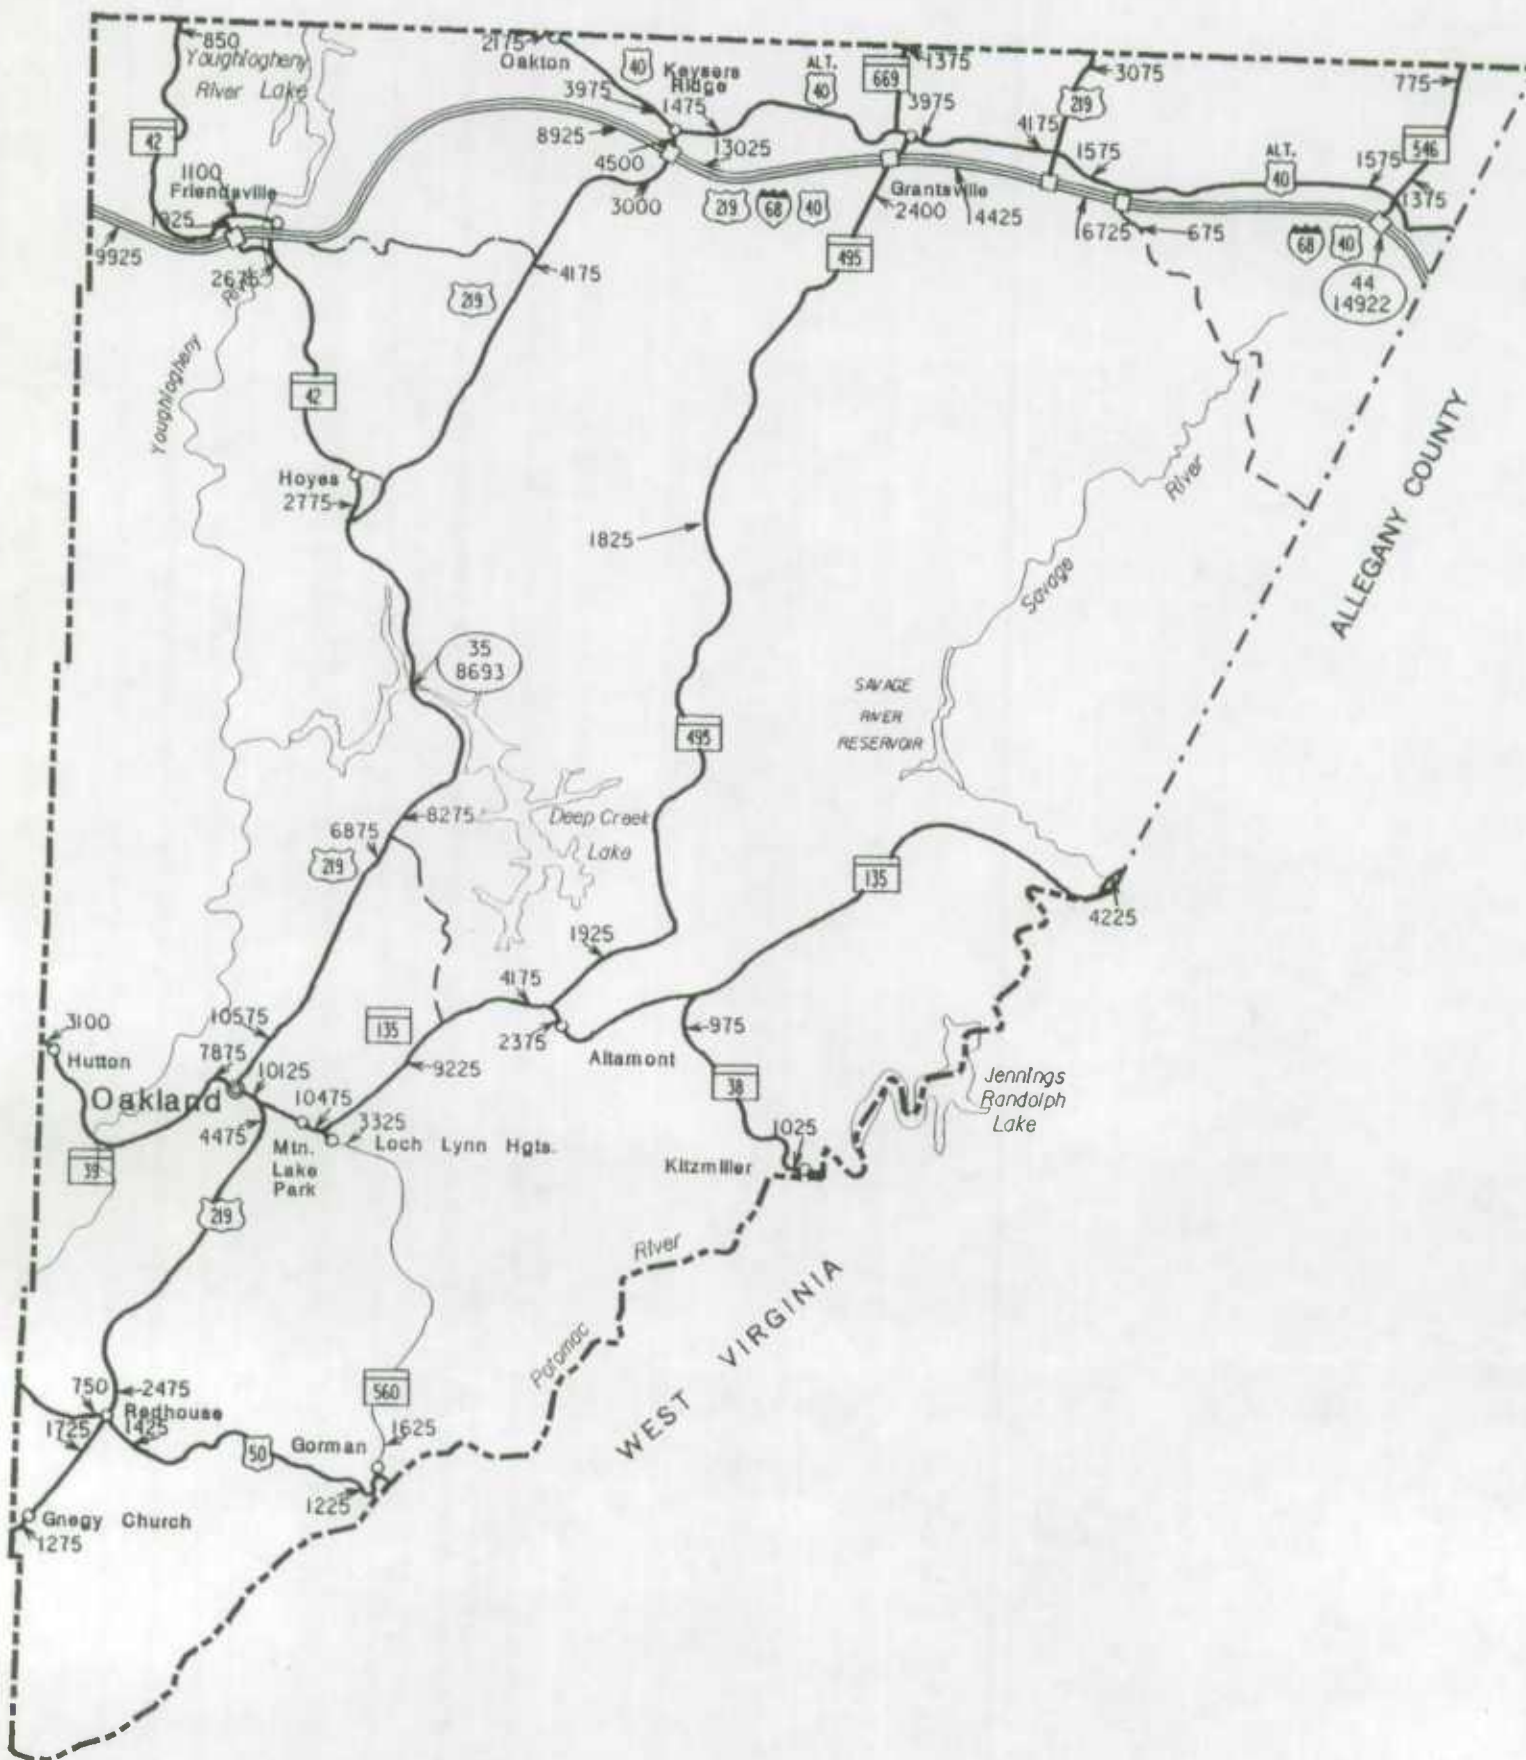 850
Youghiogheny
River Lake
2175
Oakton
40
Keysers
Ridge
3975
1475
ALT.
40
669
1375
3975
3075
219
775
42
8925
4500
13025
4175
1575
ALT.
40
1575
546
1100
Friendsville
1925
3000
219
68
40
Grantsville
2400
14425
16725
675
68
40
1375
9925
2675
River
4175
495
44
14922
219
Youghiogheny
42
Hoyes
2775
1825
River
Savage
ALLEGANY COUNTY
35
8693
SAVAGE
RIVER
RESERVOIR
495
8275
6875
219
Deep Creek
Lake
135
4225
1925
4175
3100
Hutton
10575
7875
135
2375
975
Altamont
9225
10125
Oakland
10475
3325
38
Jennings
Randolph
Lake
4475
Mtn.
Lake
Park
Loch Lynn Hgts.
1025
Kitzmiller
39
219
River
Potomac
WEST VIRGINIA
750
2475
Redhouse
1725
1425
560
1625
50
Gorman
1225
Gnegy Church
1275